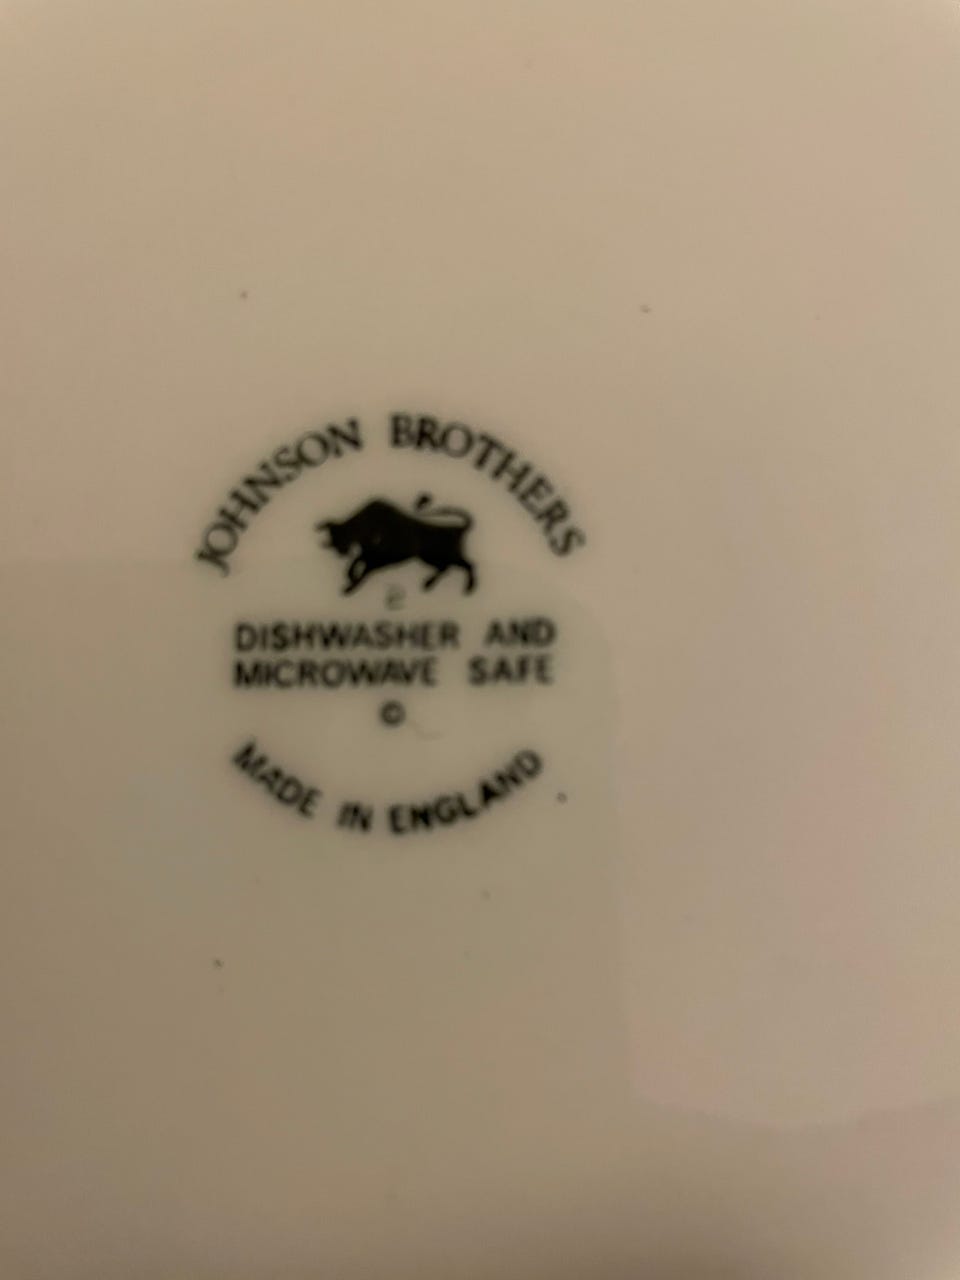 JOHNSON BROTHERS
DISHWASHER AND
MICROWAVE SAFE
©
MADE IN ENGLAND